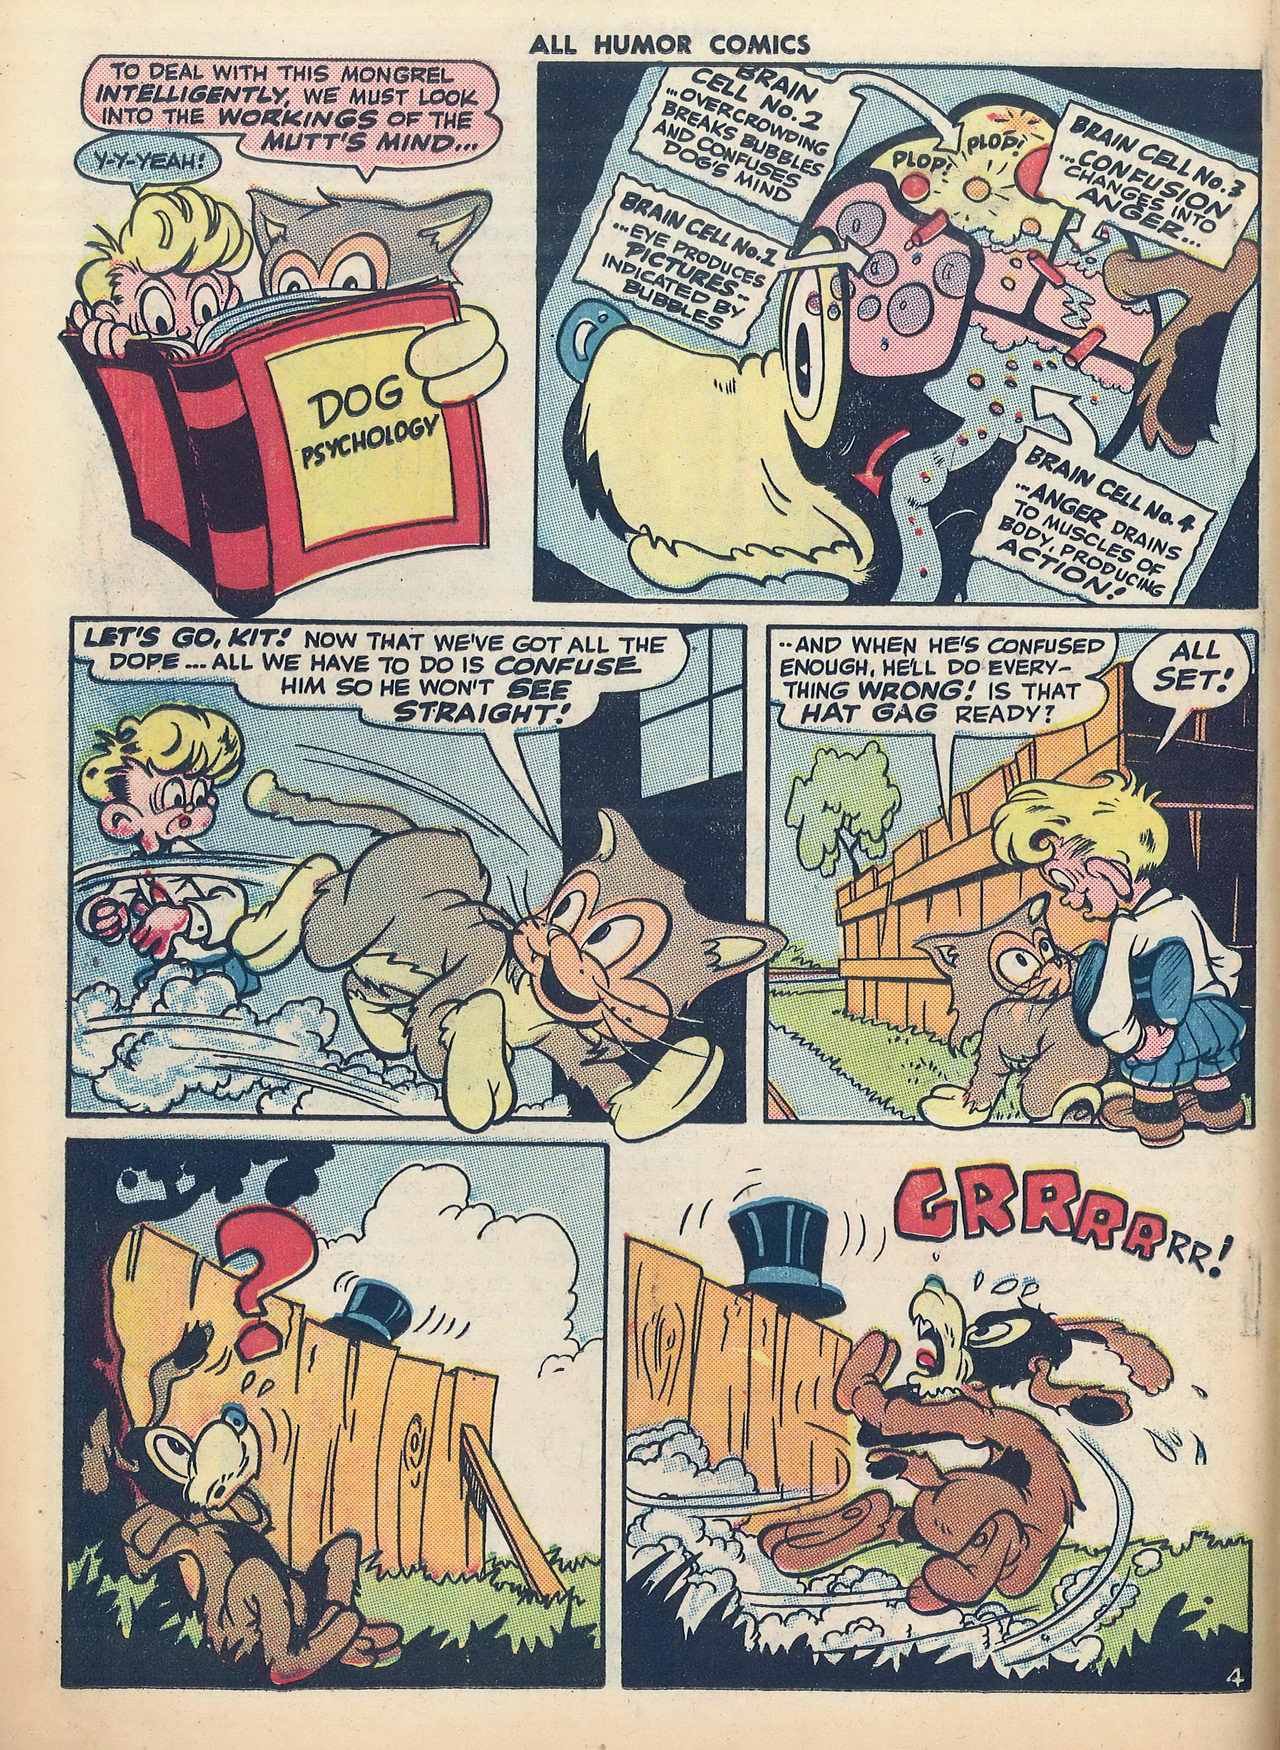 ALL HUMOR COMICS
TO DEAL WITH THIS MONGREL
INTELLIGENTLY, WE MUST LOOK
INTO THE WORKINGS OF THE
MUTT'S MIND...
Y-Y-YEAH!
DOG
PSYCHOLOGY
BRAIN
CELL No. 2
...OVERCROWDING
BREAKS BUBBLES
AND CONFUSES
DOG'S MIND
PLOP!
PLOP!
BRAIN CELL No. 3
...CONFUSION
CHANGES INTO
ANGER...
BRAIN CELL No. 1
...EYE PRODUCES
PICTURES--
INDICATED BY
BUBBLES
BRAIN CELL No. 4
...ANGER DRAINS
TO MUSCLES OF
BODY, PRODUCING
ACTION!
LET'S GO, KIT! NOW THAT WE'VE GOT ALL THE
DOPE... ALL WE HAVE TO DO IS CONFUSE
HIM SO HE WON'T SEE
STRAIGHT!
..AND WHEN HE'S CONFUSED
ENOUGH, HE'LL DO EVERY-
THING WRONG! IS THAT
HAT GAG READY?
ALL
SET!
?
GRRRRRRR!
4